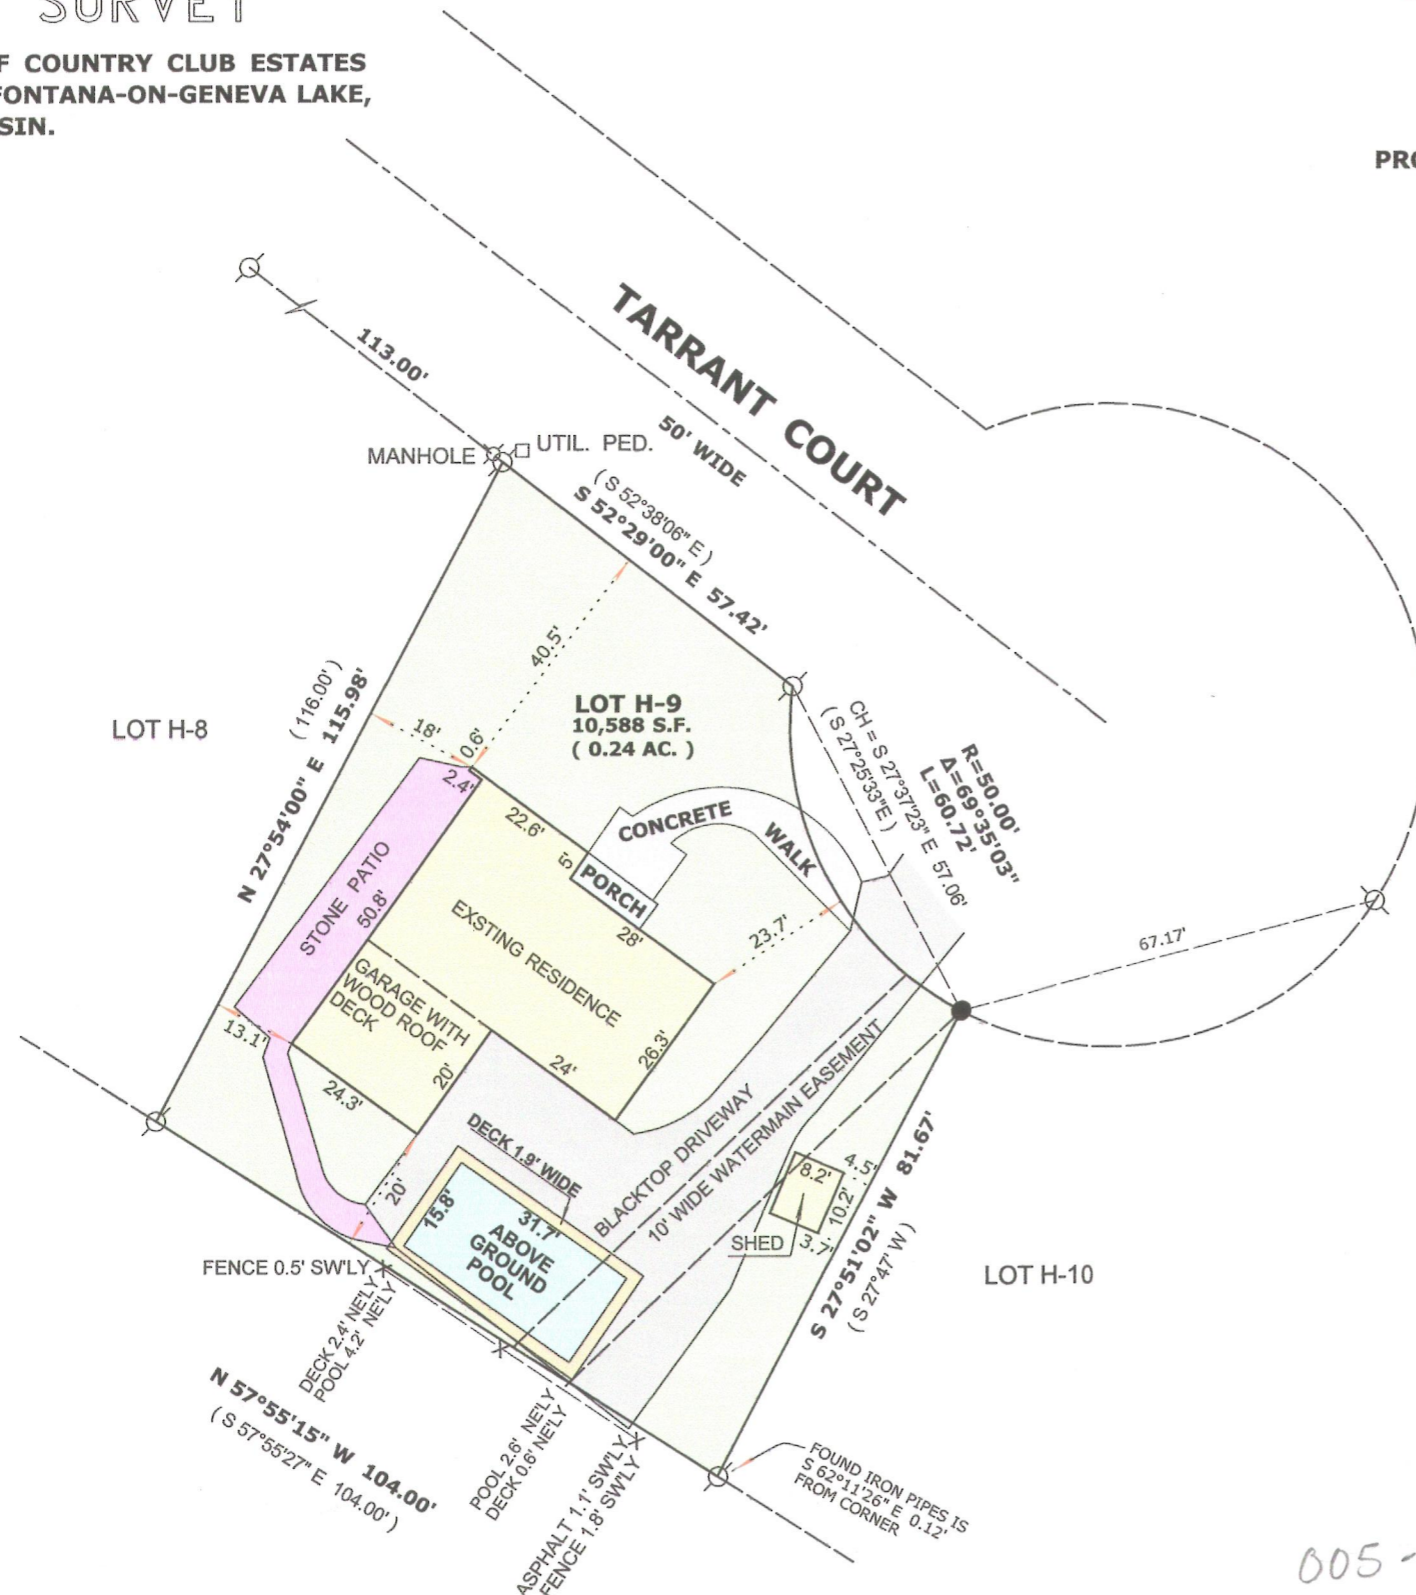 SURVEY
F COUNTRY CLUB ESTATES
FONTANA-ON-GENEVA LAKE,
SIN.
PRO
113.00'
TARRANT COURT
50' WIDE
MANHOLE
UTIL. PED.
( S 52°38'06" E )
S 52°29'00" E 57.42'
40.5'
LOT H-9
10,588 S.F.
( 0.24 AC. )
LOT H-8
( 116.00' )
N 27°54'00" E 115.98'
18'
0.6'
2.4'
22.6'
5'
PORCH
CONCRETE
WALK
CH = S 27°37'23" E 57.06'
( S 27°25'33"E )
R=50.00'
Δ=69°35'03"
L=60.72'
67.17'
STONE PATIO
50.8'
EXSTING RESIDENCE
28'
23.7'
GARAGE WITH
WOOD ROOF
DECK
13.1'
24.3'
20'
24'
26.3'
DECK 1.9' WIDE
BLACKTOP DRIVEWAY
10' WIDE WATERMAIN EASEMENT
20'
15.8'
31.7'
ABOVE
GROUND
POOL
8.2'
4.5'
10.2'
3.7'
SHED
S 27°51'02" W 81.67'
( S 27°47' W )
LOT H-10
FENCE 0.5' SW'LY
DECK 2.4' NE'LY
POOL 4.2' NE'LY
N 57°55'15" W 104.00'
( S 57°55'27" E 104.00' )
POOL 2.6' NE'LY
DECK 0.6' NE'LY
ASPHALT 1.1' SW'LY
FENCE 1.8' SW'LY
FOUND IRON PIPES IS
S 62°11'26" E 0.12'
FROM CORNER
005 -